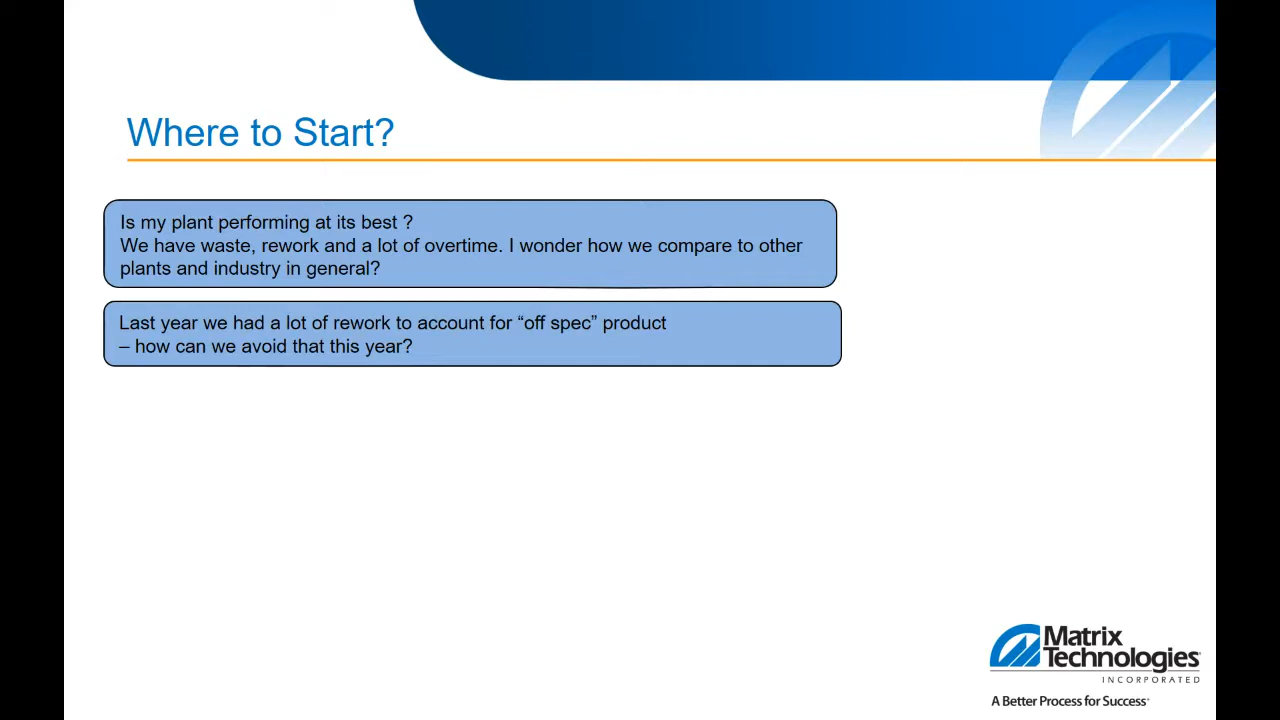 Where to Start?
Is my plant performing at its best ?
We have waste, rework and a lot of overtime. I wonder how we compare to other
plants and industry in general?
Last year we had a lot of rework to account for “off spec” product
– how can we avoid that this year?
Matrix
Technologies
INCORPORATED
A Better Process for Success